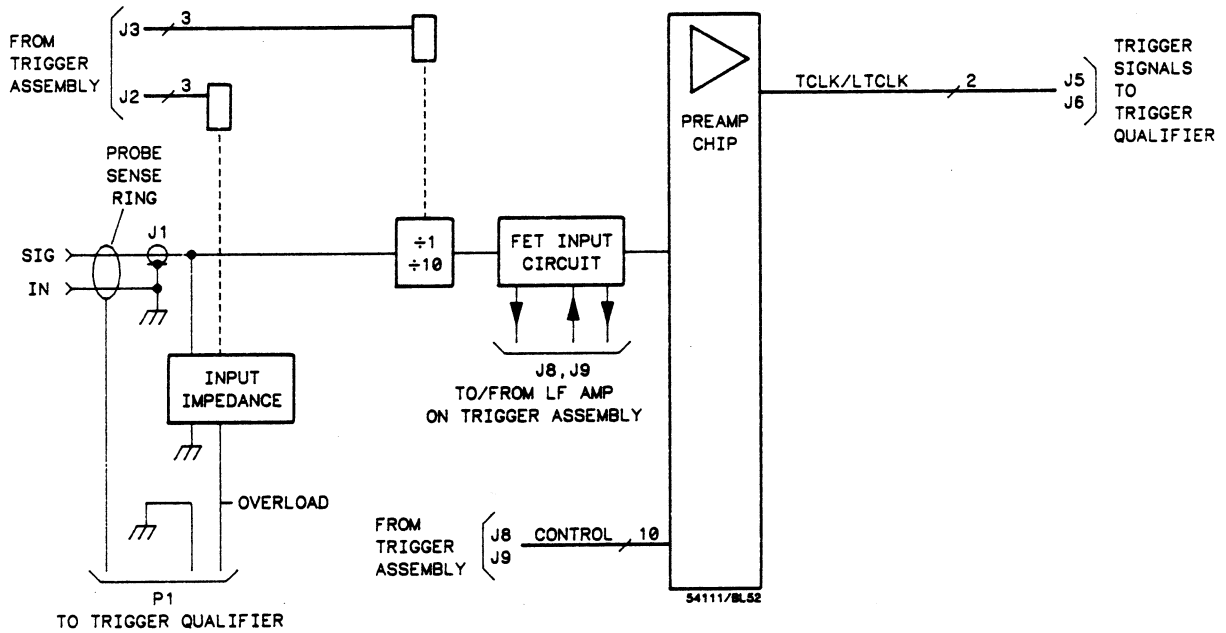 FROM
TRIGGER
ASSEMBLY
J3
3
J2
3
PROBE
SENSE
RING
J1
SIG
IN
÷1
÷10
FET INPUT
CIRCUIT
PREAMP
CHIP
TCLK/LTCLK
2
J5
J6
TRIGGER
SIGNALS
TO
TRIGGER
QUALIFIER
INPUT
IMPEDANCE
J8,J9
TO/FROM LF AMP
ON TRIGGER ASSEMBLY
OVERLOAD
FROM
TRIGGER
ASSEMBLY
J8
J9
CONTROL
10
54111/BL52
P1
TO TRIGGER QUALIFIER